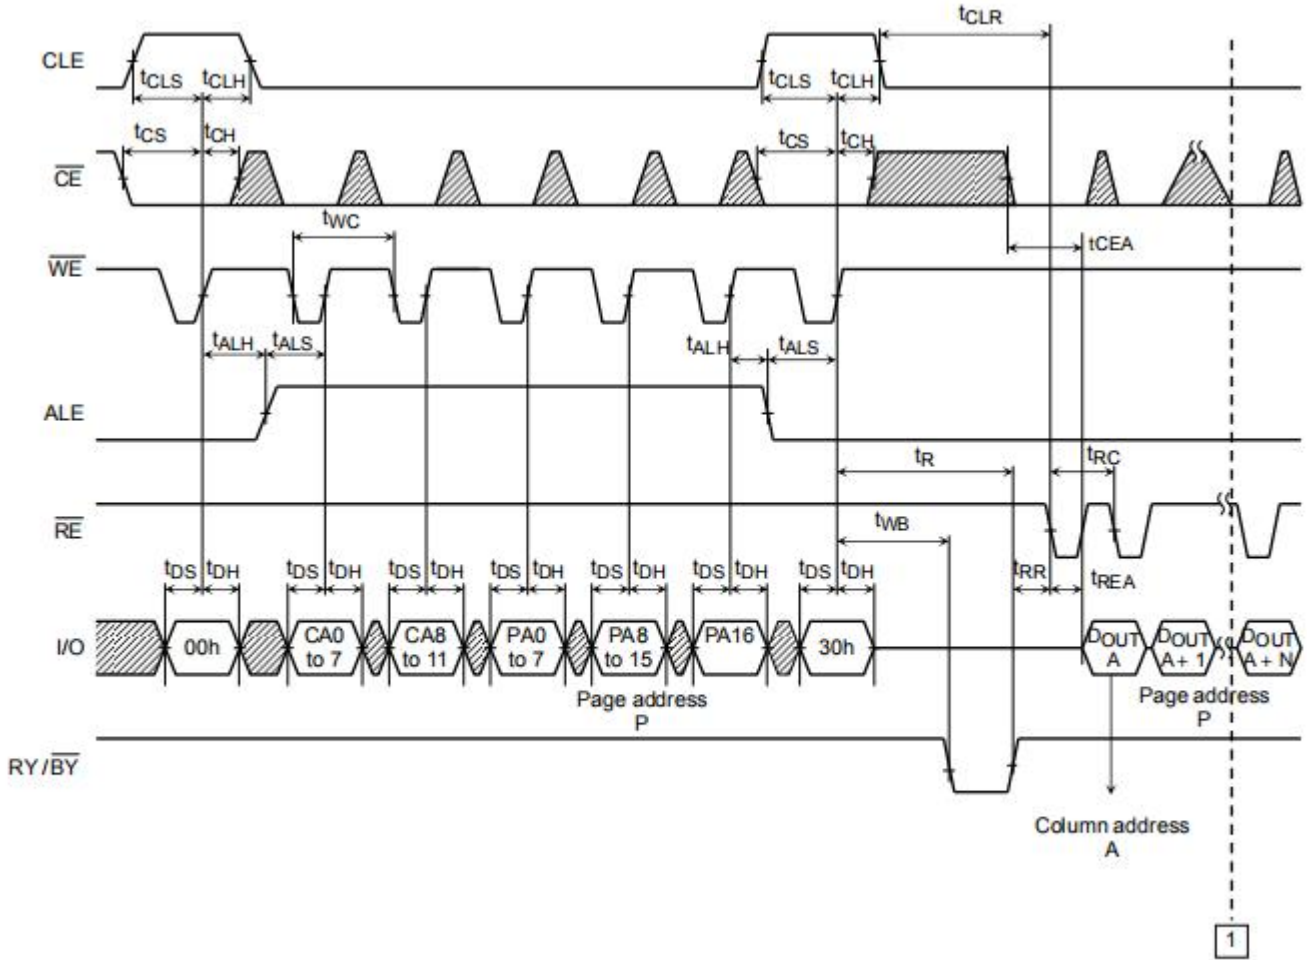 tCLR
CLE
tCLS tCLH tCLS tCLH
tCS tCH tCS tCH
CE
tWC tCEA
WE
tALH tALS tALH tALS
ALE
tR tRC
RE
tWB
tDS tDH tDS tDH tDS tDH tDS tDH tDS tDH tDS tDH tDS tDH tRR tREA
I/O
00h
CA0
to 7
CA8
to 11
PA0
to 7
PA8
to 15
PA16
30h
DOUT
A
DOUT
A + 1
DOUT
A + N
Page address
P
Page address
P
RY/BY
Column address
A
1